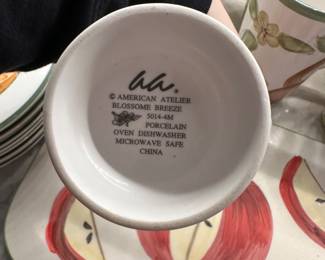 aa.
© AMERICAN ATELIER
BLOSSOME BREEZE
5014-4M
PORCELAIN
OVEN DISHWASHER
MICROWAVE SAFE
CHINA